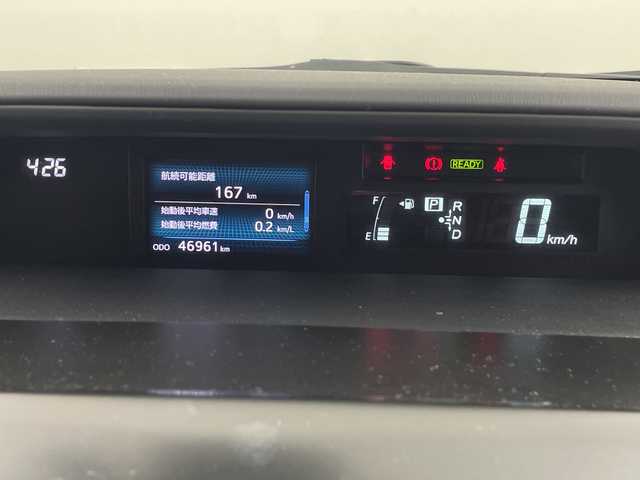 4:26
航続可能距離
167 km
始動後平均車速 0 km/h
始動後平均燃費 0.2 km/L
ODO 46961 km
READY
F
E
P
R
N
D
0 km/h